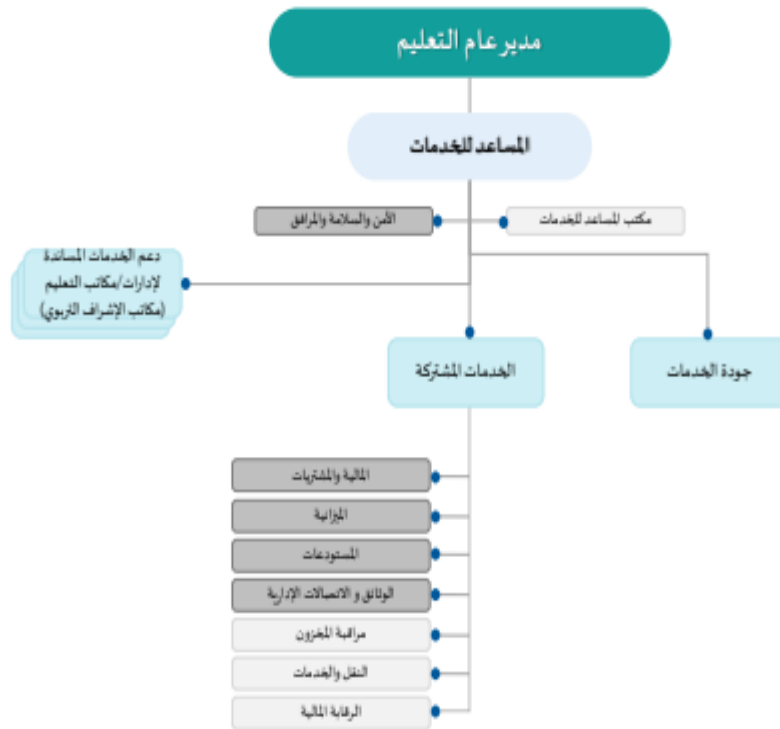 مدير عام التعليم
المساعد للخدمات
مكتب المساعد للخدمات
الأمن والسلامة والمرافق
دعم الخدمات المساندة
لإدارات/مكاتب التعليم
(مكاتب الإشراف التربوي)
جودة الخدمات
الخدمات المشتركة
المالية والمشتريات
الميزانية
المستودعات
الوثائق و الاتصالات الإدارية
مراقبة المخزون
النقل والخدمات
الرقابة المالية